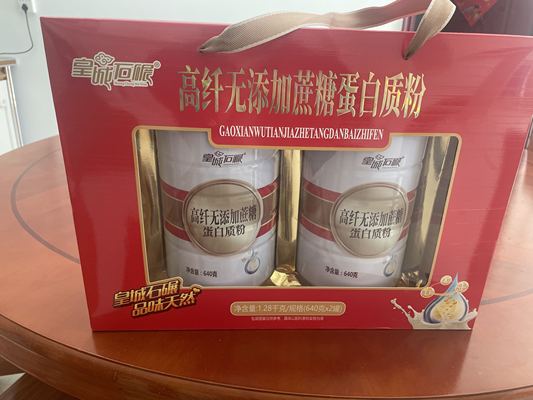 皇城石碾
高纤无添加蔗糖蛋白质粉
GAOXIANWUTIANJIAZHETANGDANBAIZHIFEN
皇城石碾
高纤无添加蔗糖
蛋白质粉
净含量：640克
皇城石碾
高纤无添加蔗糖
蛋白质粉
净含量：640克
皇城石碾
品味天然
净含量:1.28千克/规格(640克x2罐)